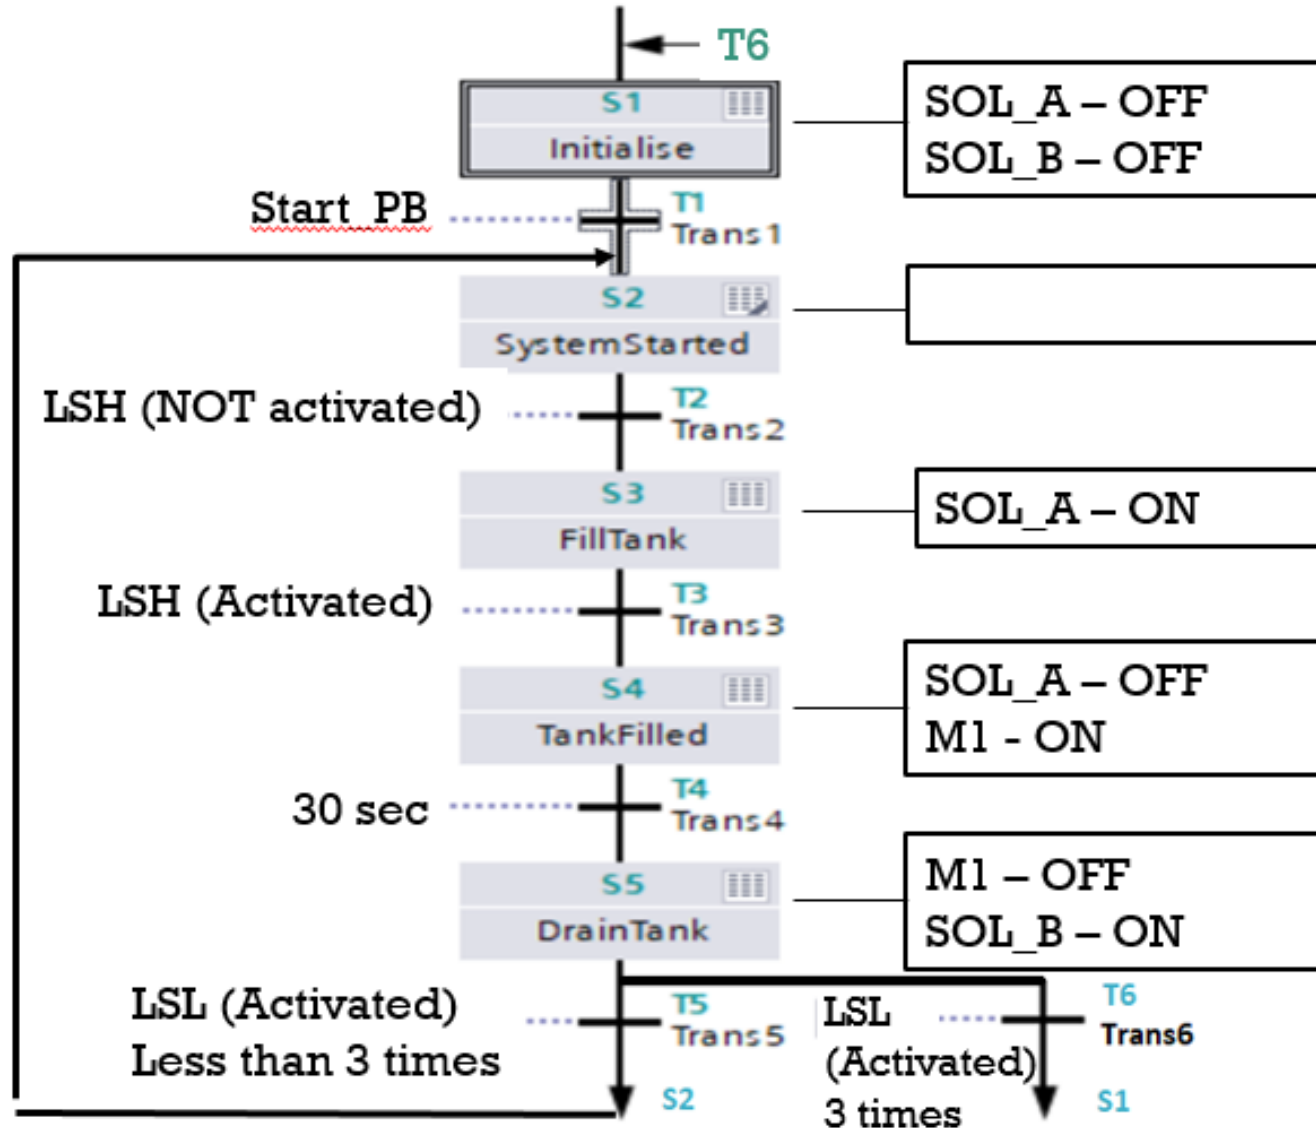 T6
S1
Initialise
SOL_A – OFF
SOL_B – OFF
Start_PB
T1
Trans1
S2
SystemStarted
LSH (NOT activated)
T2
Trans2
S3
FillTank
SOL_A – ON
LSH (Activated)
T3
Trans3
S4
TankFilled
SOL_A – OFF
M1 - ON
30 sec
T4
Trans4
S5
DrainTank
M1 – OFF
SOL_B – ON
LSL (Activated)
Less than 3 times
T5
Trans5
S2
LSL
(Activated)
3 times
T6
Trans6
S1